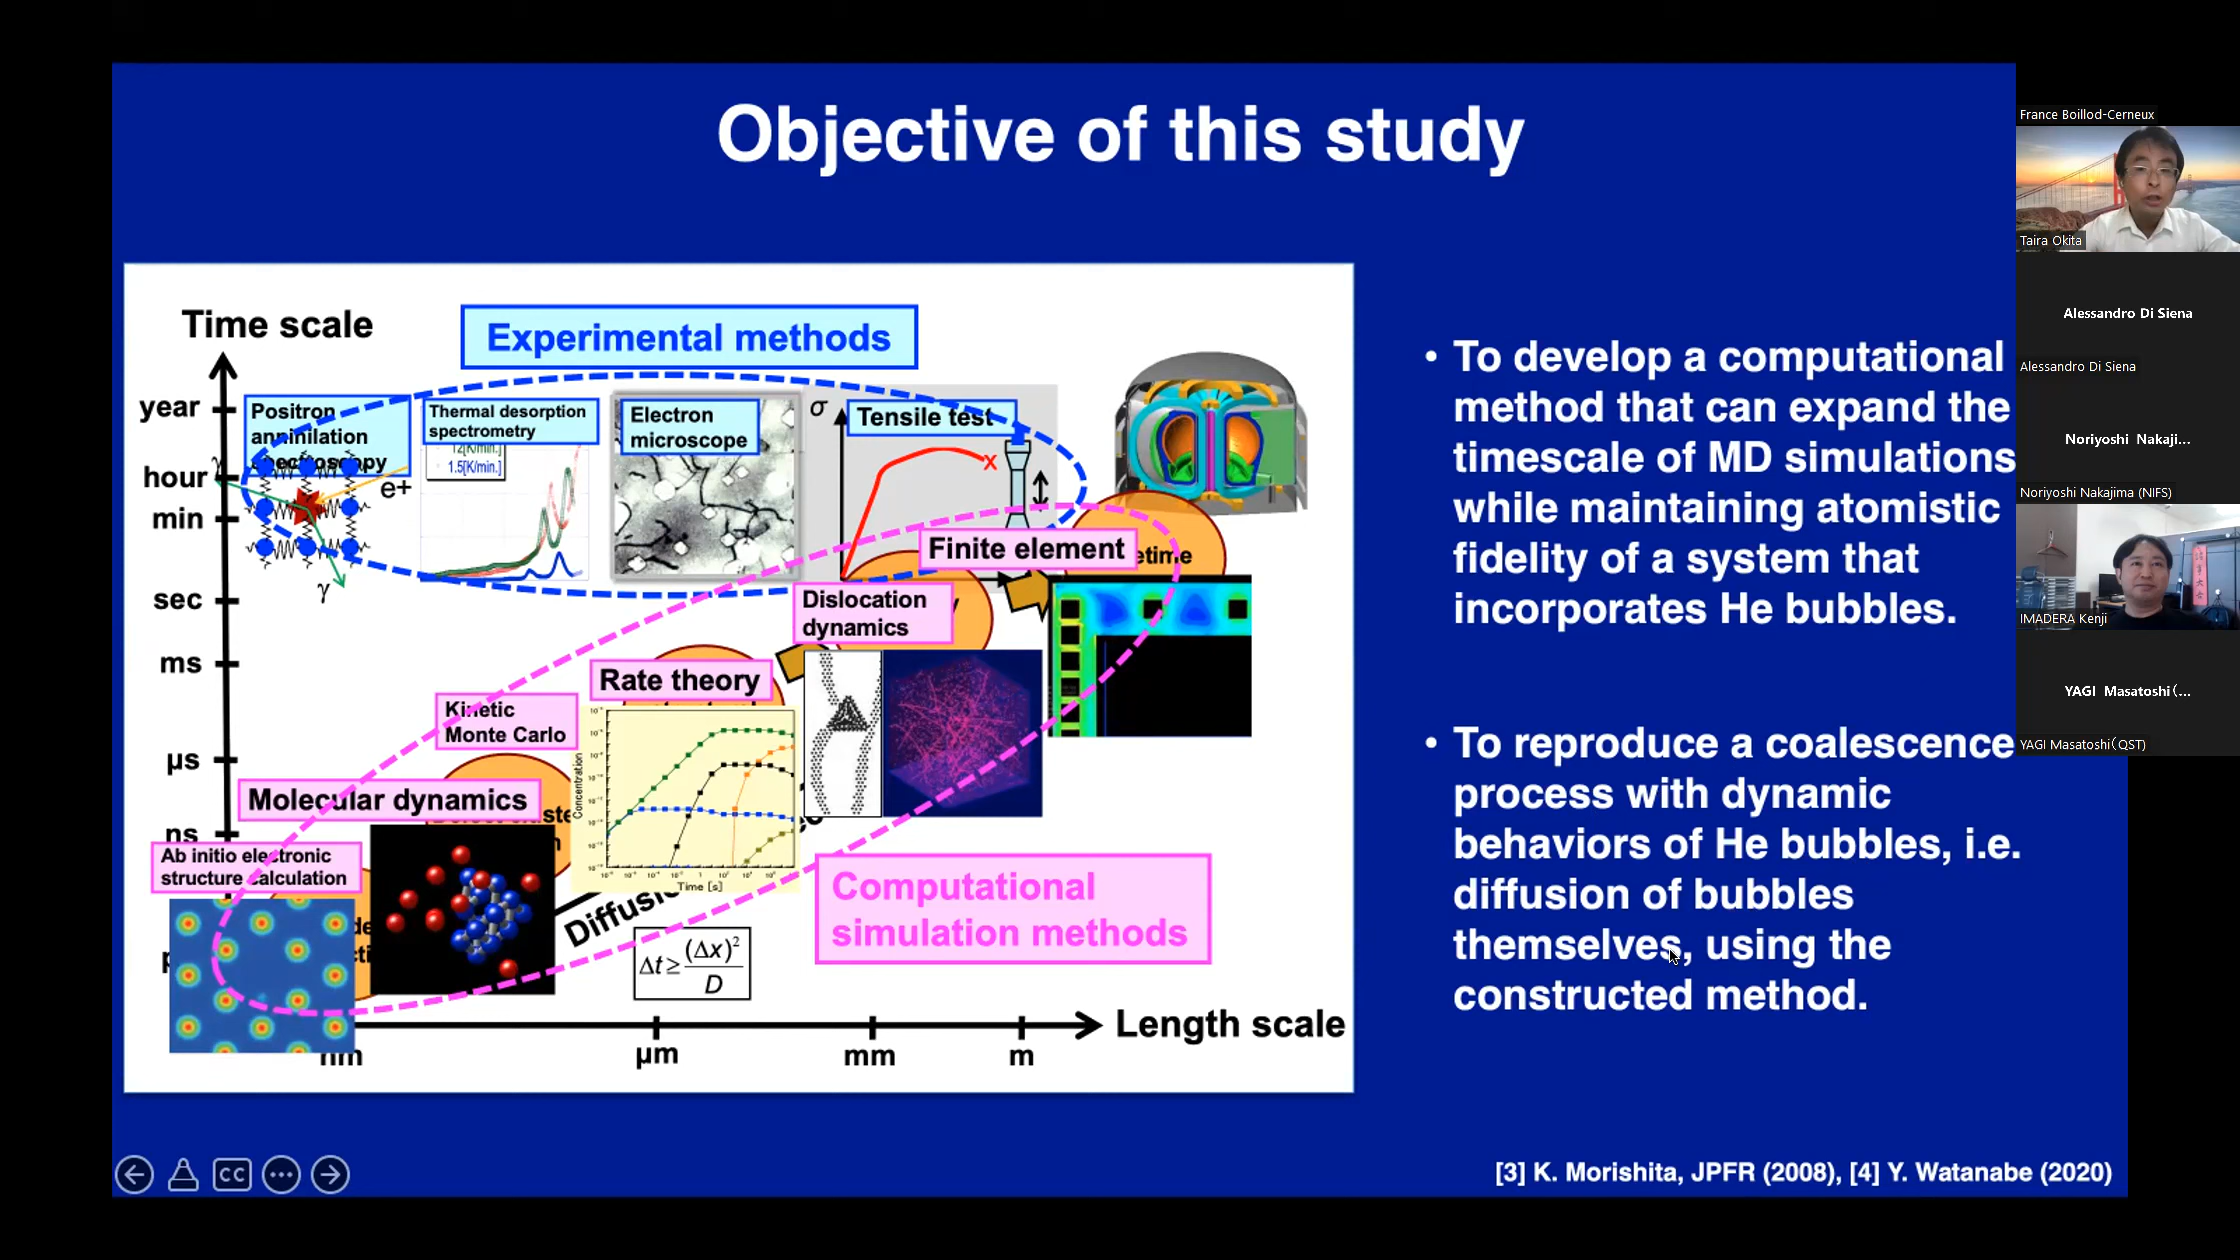 Objective of this study
Time scale
Experimental methods
year
hour
min
sec
ms
µs
ns
Positron
anninilation
spectroscopy
γ
e+
γ
Thermal desorption
spectrometry
12[K/min.]
1.5[K/min.]
Electron
microscope
σ
Tensile test
x
Finite element
Dislocation
dynamics
Rate theory
Kinetic
Monte Carlo
Molecular dynamics
Ab initio electronic
structure calculation
Concentration
Time [s]
Δt ≥ (Δx)² / D
Computational
simulation methods
nm
µm
mm
m
Length scale
• To develop a computational
method that can expand the
timescale of MD simulations
while maintaining atomistic
fidelity of a system that
incorporates He bubbles.
• To reproduce a coalescence
process with dynamic
behaviors of He bubbles, i.e.
diffusion of bubbles
themselves, using the
constructed method.
[3] K. Morishita, JPFR (2008), [4] Y. Watanabe (2020)
CC
France Boillod-Cerneux
Taira Okita
Alessandro Di Siena
Alessandro Di Siena
Noriyoshi Nakaji...
Noriyoshi Nakajima (NIFS)
IMADERA Kenji
YAGI Masatoshi(...
YAGI Masatoshi(QST)